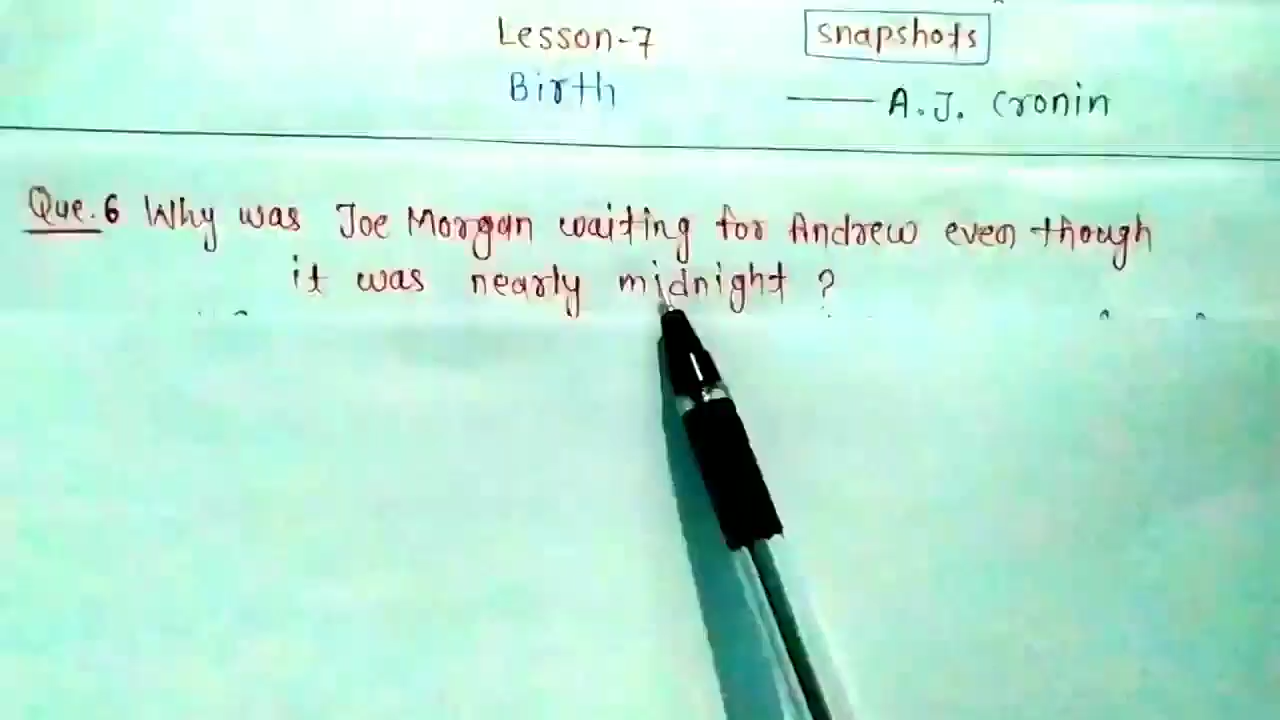 Lesson-7
Snapshots
Birth
—— A.J. Cronin
Que.6 Why was Joe Morgan waiting for Andrew even though
it was nearly midnight ?